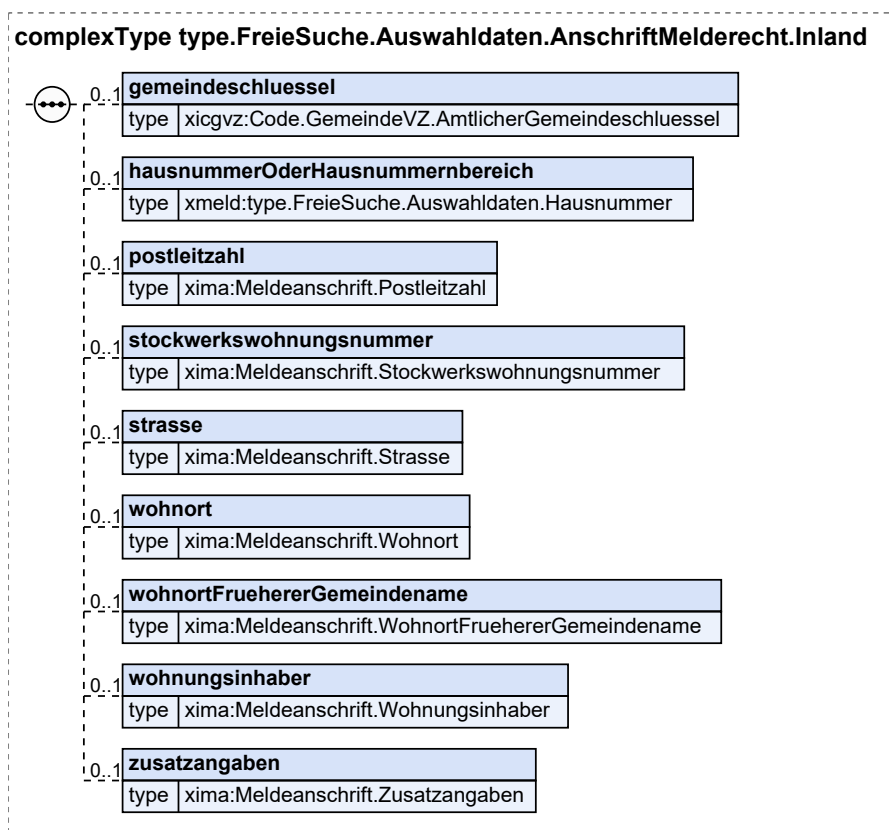 complexType type.FreieSuche.Auswahldaten.AnschriftMelderecht.Inland
0..1 gemeindeschluessel
type xicgvz:Code.GemeindeVZ.AmtlicherGemeindeschluessel
0..1 hausnummerOderHausnummernbereich
type xmeld:type.FreieSuche.Auswahldaten.Hausnummer
0..1 postleitzahl
type xima:Meldeanschrift.Postleitzahl
0..1 stockwerkswohnungsnummer
type xima:Meldeanschrift.Stockwerkswohnungsnummer
0..1 strasse
type xima:Meldeanschrift.Strasse
0..1 wohnort
type xima:Meldeanschrift.Wohnort
0..1 wohnortFruehererGemeindename
type xima:Meldeanschrift.WohnortFruehererGemeindename
0..1 wohnungsinhaber
type xima:Meldeanschrift.Wohnungsinhaber
0..1 zusatzangaben
type xima:Meldeanschrift.Zusatzangaben